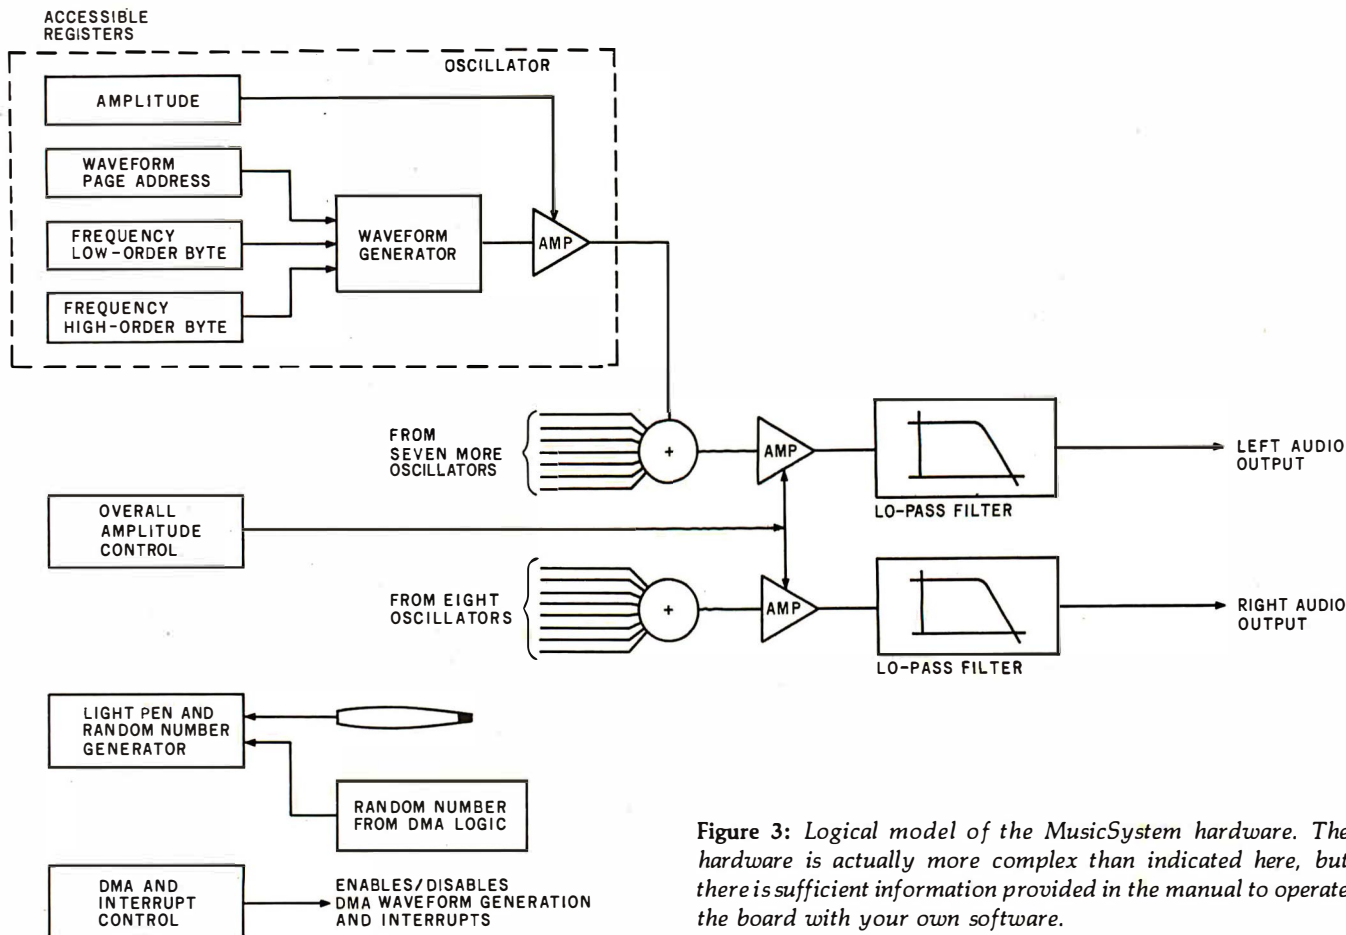 ACCESSIBLE
REGISTERS
OSCILLATOR
AMPLITUDE
WAVEFORM
PAGE ADDRESS
FREQUENCY
LOW-ORDER BYTE
FREQUENCY
HIGH-ORDER BYTE
WAVEFORM
GENERATOR
AMP
FROM
SEVEN MORE
OSCILLATORS
+
AMP
LO-PASS FILTER
LEFT AUDIO
OUTPUT
OVERALL
AMPLITUDE
CONTROL
FROM EIGHT
OSCILLATORS
+
AMP
LO-PASS FILTER
RIGHT AUDIO
OUTPUT
LIGHT PEN AND
RANDOM NUMBER
GENERATOR
RANDOM NUMBER
FROM DMA LOGIC
DMA AND
INTERRUPT
CONTROL
ENABLES/DISABLES
DMA WAVEFORM GENERATION
AND INTERRUPTS
Figure 3: Logical model of the MusicSystem hardware. The
hardware is actually more complex than indicated here, but
there is sufficient information provided in the manual to operate
the board with your own software.